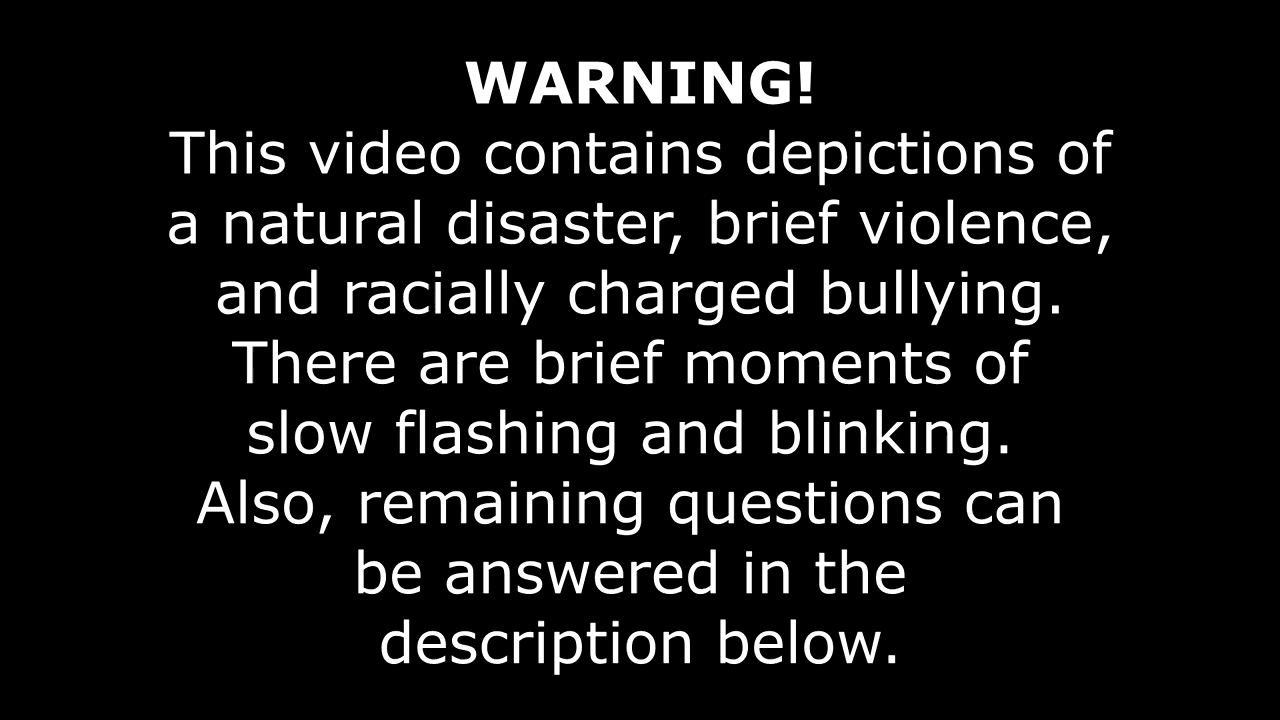 WARNING!
This video contains depictions of
a natural disaster, brief violence,
and racially charged bullying.
There are brief moments of
slow flashing and blinking.
Also, remaining questions can
be answered in the
description below.